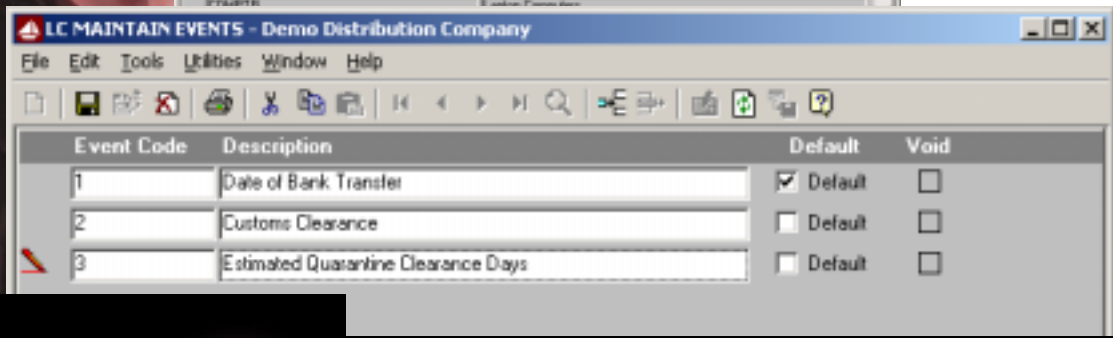 LC MAINTAIN EVENTS - Demo Distribution Company
File Edit Tools Utilities Window Help
Event Code Description Default Void
1 Date of Bank Transfer Default
2 Customs Clearance Default
3 Estimated Quarantine Clearance Days Default